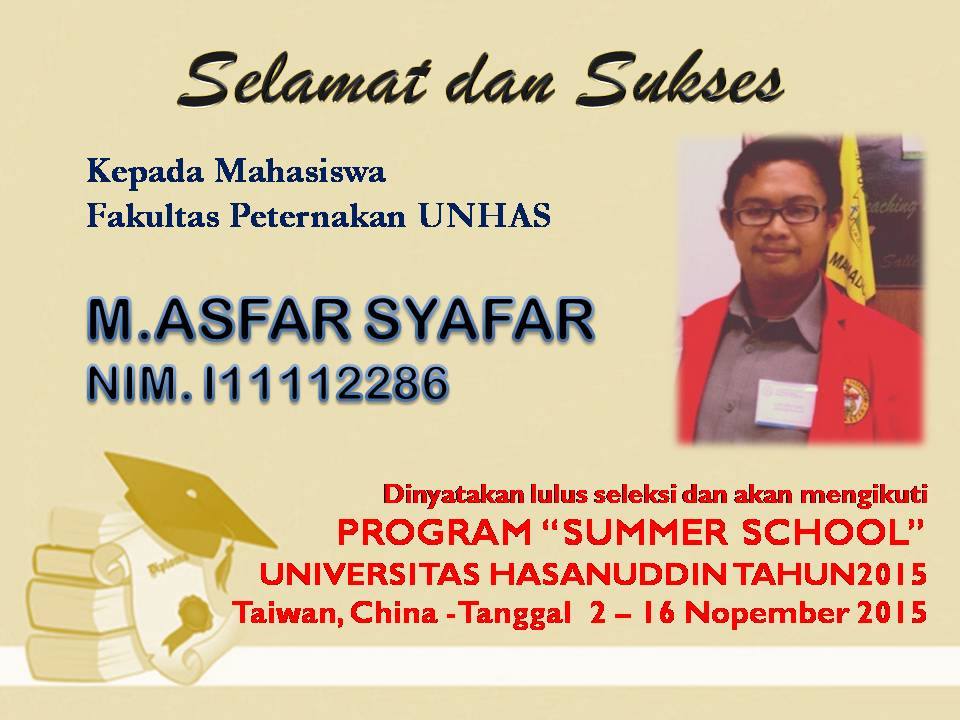 Selamat dan Sukses
Kepada Mahasiswa
Fakultas Peternakan UNHAS
M.ASFAR SYAFAR
NIM. I11112286
Dinyatakan lulus seleksi dan akan mengikuti
PROGRAM “SUMMER SCHOOL”
UNIVERSITAS HASANUDDIN TAHUN2015
Taiwan, China - Tanggal 2 – 16 Nopember 2015
Diploma